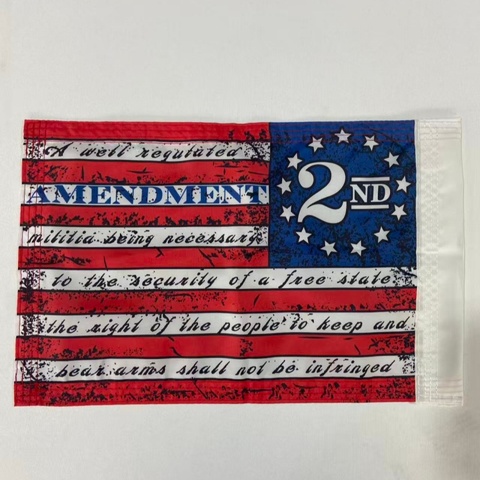 A well regulated
AMENDMENT
2ND
militia being necessary
to the security of a free state
the right of the people to keep and
bear arms shall not be infringed